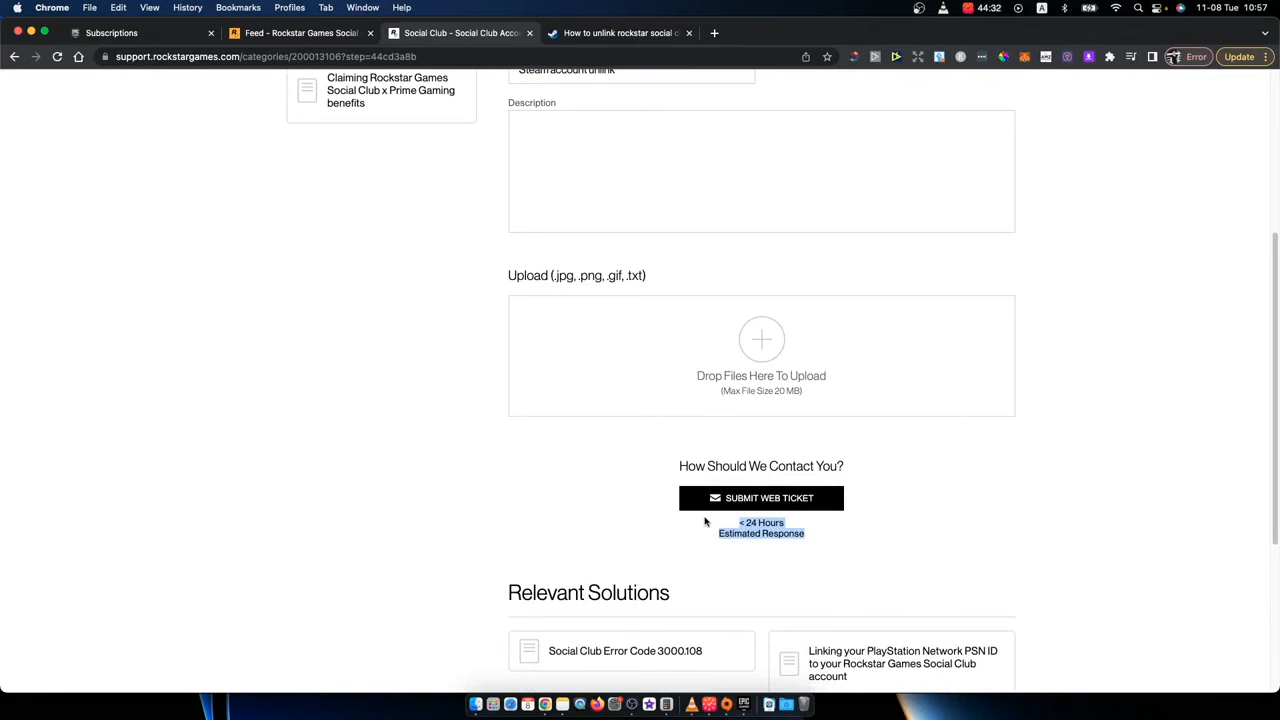 Chrome File Edit View History Bookmarks Profiles Tab Window Help 44:32 A 11-08 Tue 10:57
Subscriptions Feed – Rockstar Games Social Social Club – Social Club Acco How to unlink rockstar social c
support.rockstargames.com/categories/200013106?step=44cd3a8b Error Update
Claiming Rockstar Games
Social Club x Prime Gaming
benefits
Steam account unlink
Description
Upload (.jpg, .png, .gif, .txt)
Drop Files Here To Upload
(Max File Size 20 MB)
How Should We Contact You?
SUBMIT WEB TICKET
< 24 Hours
Estimated Response
Relevant Solutions
Social Club Error Code 3000.108
Linking your PlayStation Network PSN ID
to your Rockstar Games Social Club
account